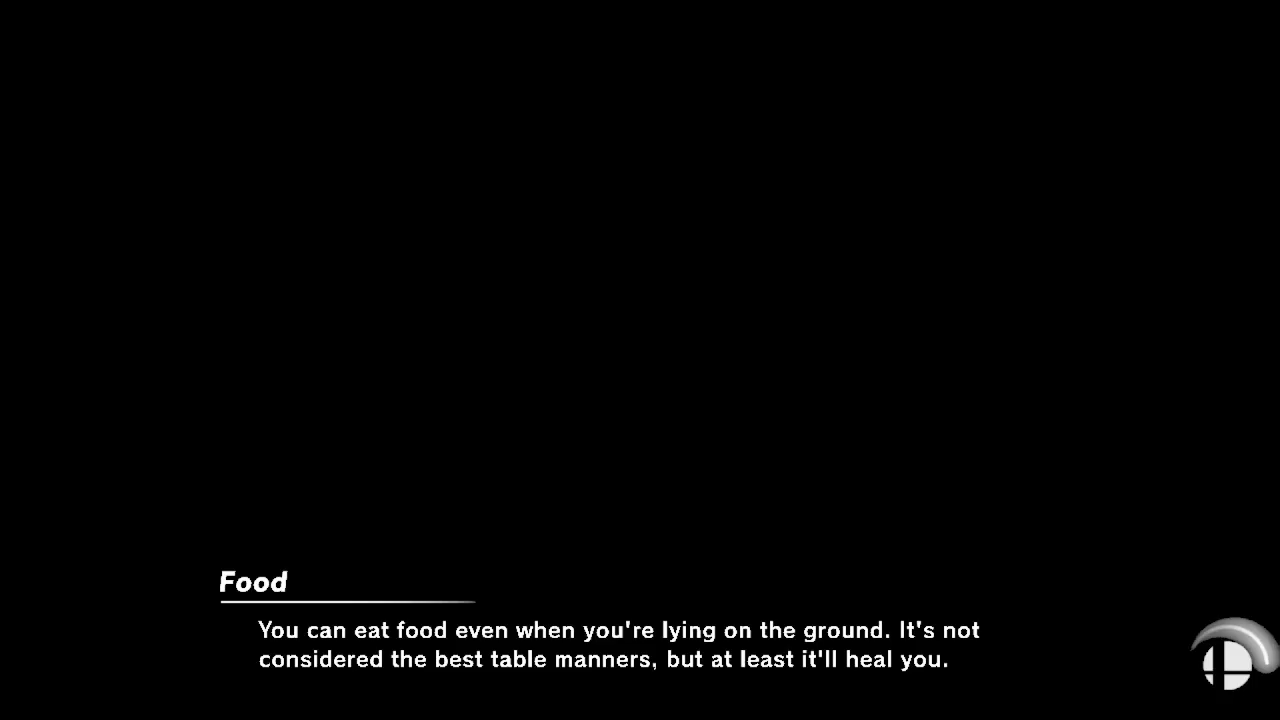 Food
You can eat food even when you're lying on the ground. It's not
considered the best table manners, but at least it'll heal you.